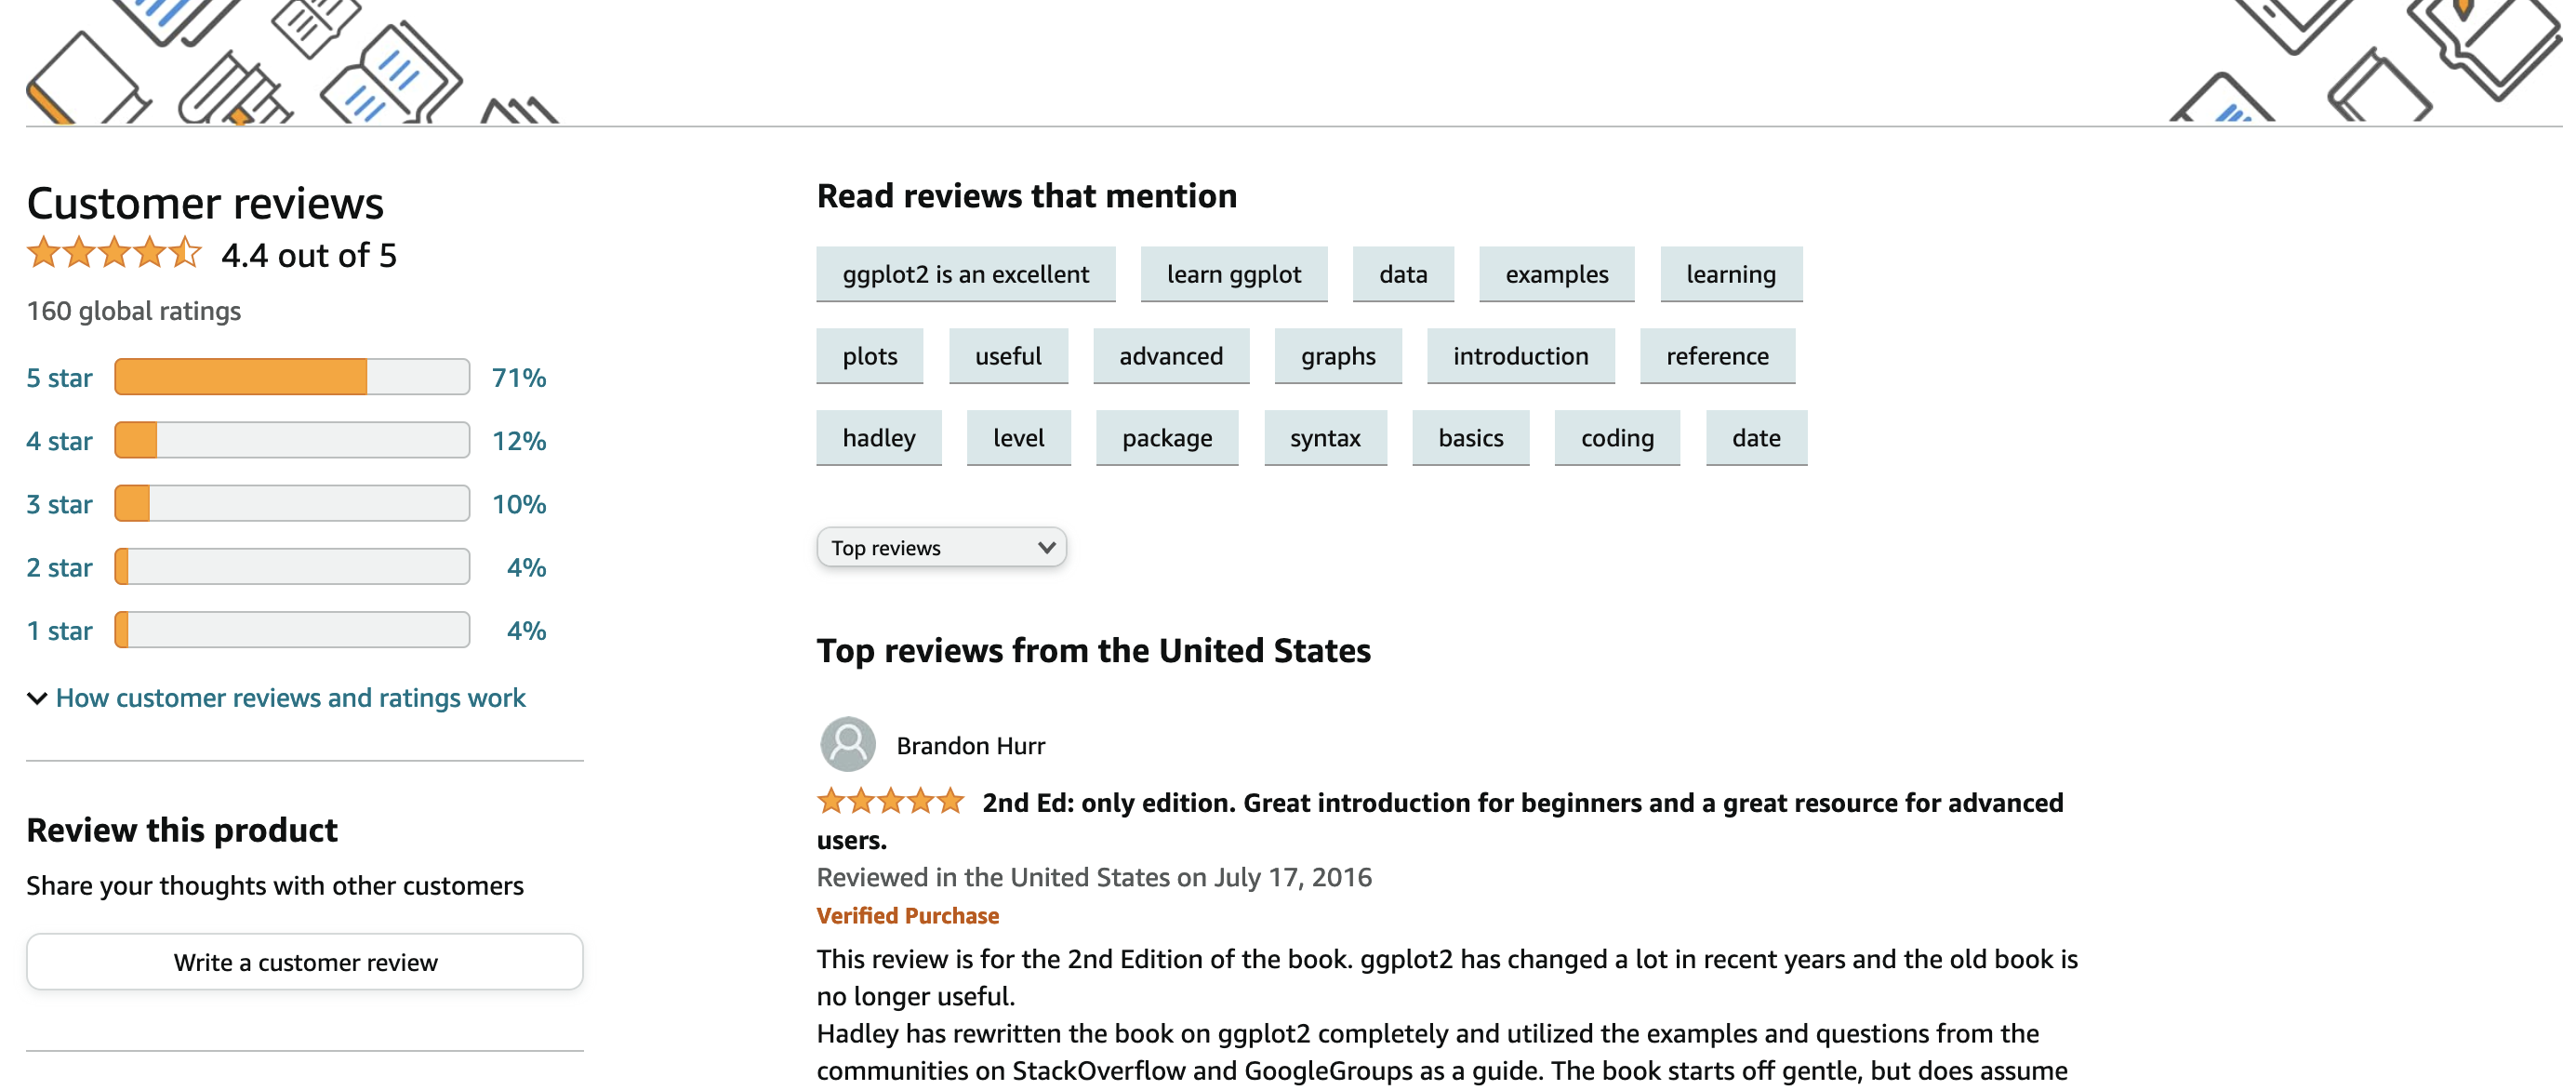 Customer reviews
4.4 out of 5
160 global ratings
5 star 71%
4 star 12%
3 star 10%
2 star 4%
1 star 4%
How customer reviews and ratings work
Review this product
Share your thoughts with other customers
Write a customer review
Read reviews that mention
ggplot2 is an excellent learn ggplot data examples learning
plots useful advanced graphs introduction reference
hadley level package syntax basics coding date
Top reviews
Top reviews from the United States
Brandon Hurr
2nd Ed: only edition. Great introduction for beginners and a great resource for advanced
users.
Reviewed in the United States on July 17, 2016
Verified Purchase
This review is for the 2nd Edition of the book. ggplot2 has changed a lot in recent years and the old book is
no longer useful.
Hadley has rewritten the book on ggplot2 completely and utilized the examples and questions from the
communities on StackOverflow and GoogleGroups as a guide. The book starts off gentle, but does assume